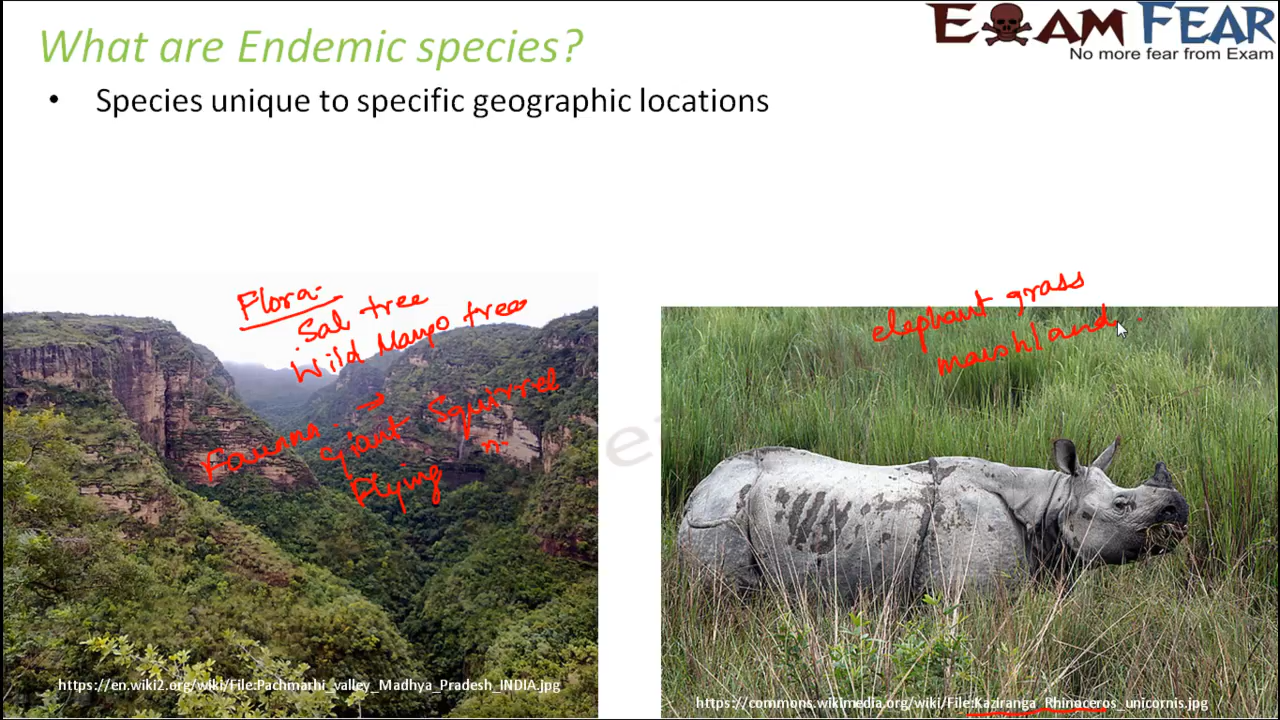 What are Endemic species?
EXAM FEAR
No more fear from Exam
• Species unique to specific geographic locations
Flora-
Sal tree
Wild Mango tree
Fauna. →
giant Squirrel
Flying
elephant grass
marshland.
https://en.wiki2.org/wiki/File:Pachmarhi_valley_Madhya_Pradesh_INDIA.jpg
https://commons.wikimedia.org/wiki/File:Kaziranga_Rhinoceros_unicornis.jpg